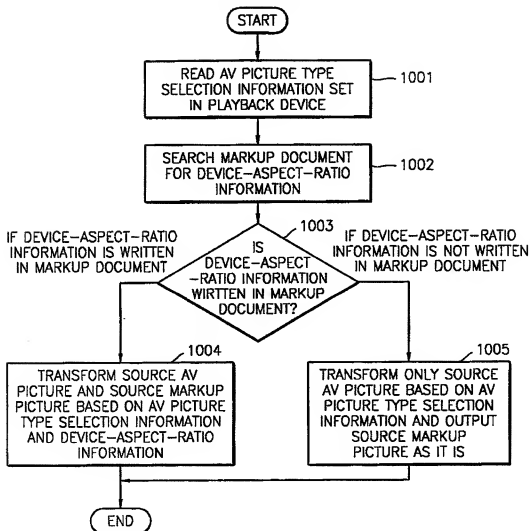 START
READ AV PICTURE TYPE
SELECTION INFORMATION SET
IN PLAYBACK DEVICE
1001
SEARCH MARKUP DOCUMENT
FOR DEVICE-ASPECT-RATIO
INFORMATION
1002
1003
IF DEVICE-ASPECT-RATIO
INFORMATION IS WRITTEN
IN MARKUP DOCUMENT
IS
DEVICE-ASPECT
-RATIO INFORMATION
WIRTTEN IN MARKUP
DOCUMENT?
IF DEVICE-ASPECT-RATIO
INFORMATION IS NOT WRITTEN
IN MARKUP DOCUMENT
1004
TRANSFORM SOURCE AV
PICTURE AND SOURCE MARKUP
PICTURE BASED ON AV PICTURE
TYPE SELECTION INFORMATION
AND DEVICE-ASPECT-RATIO
INFORMATION
1005
TRANSFORM ONLY SOURCE
AV PICTURE BASED ON AV
PICTURE TYPE SELECTION
INFORMATION AND OUTPUT
SOURCE MARKUP
PICTURE AS IT IS
END